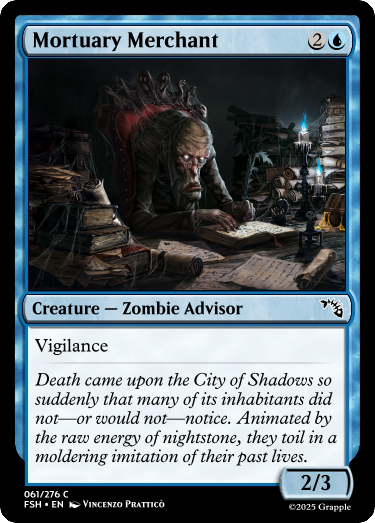 Mortuary Merchant 2
Creature — Zombie Advisor
Vigilance
Death came upon the City of Shadows so
suddenly that many of its inhabitants did
not—or would not—notice. Animated by
the raw energy of nightstone, they toil in a
moldering imitation of their past lives.
2/3
061/276 C
FSH • EN Vincenzo Pratticò
©2025 Grapple